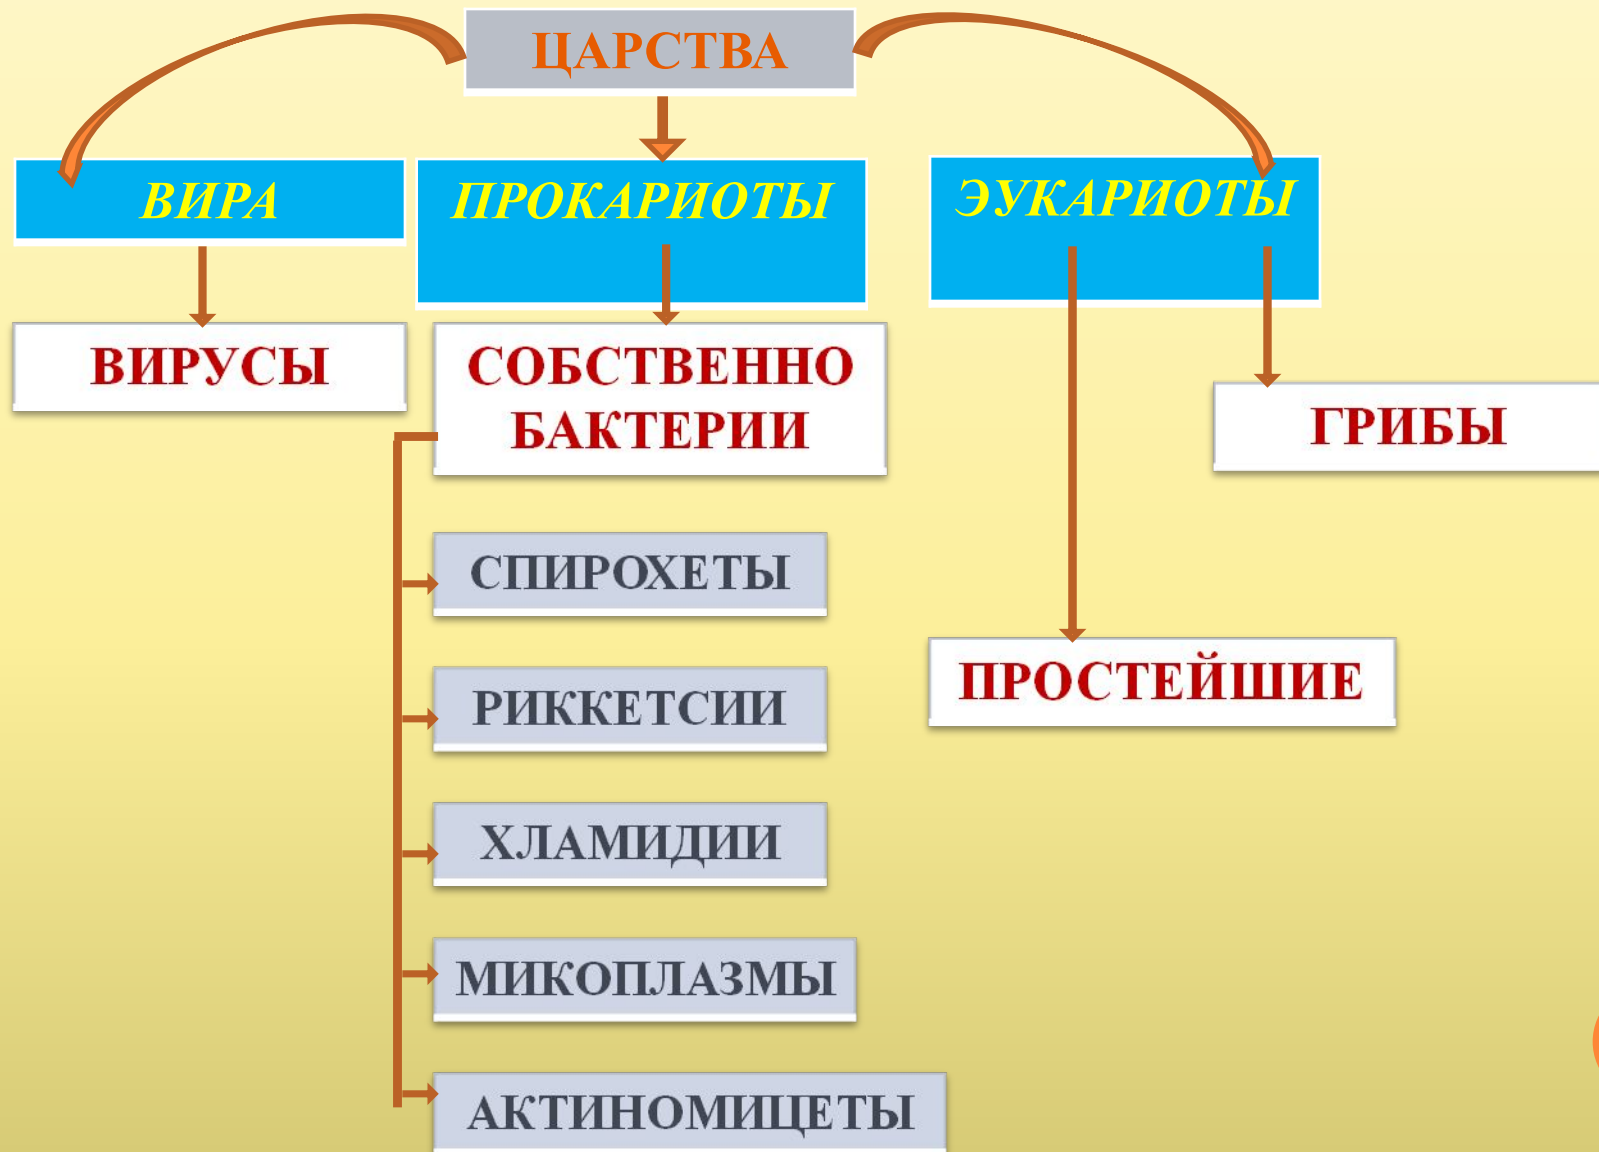 ЦАРСТВА
ВИРА
ПРОКАРИОТЫ
ЭУКАРИОТЫ
ВИРУСЫ
СОБСТВЕННО
БАКТЕРИИ
ГРИБЫ
СПИРОХЕТЫ
РИККЕТСИИ
ПРОСТЕЙШИЕ
ХЛАМИДИИ
МИКОПЛАЗМЫ
АКТИНОМИЦЕТЫ